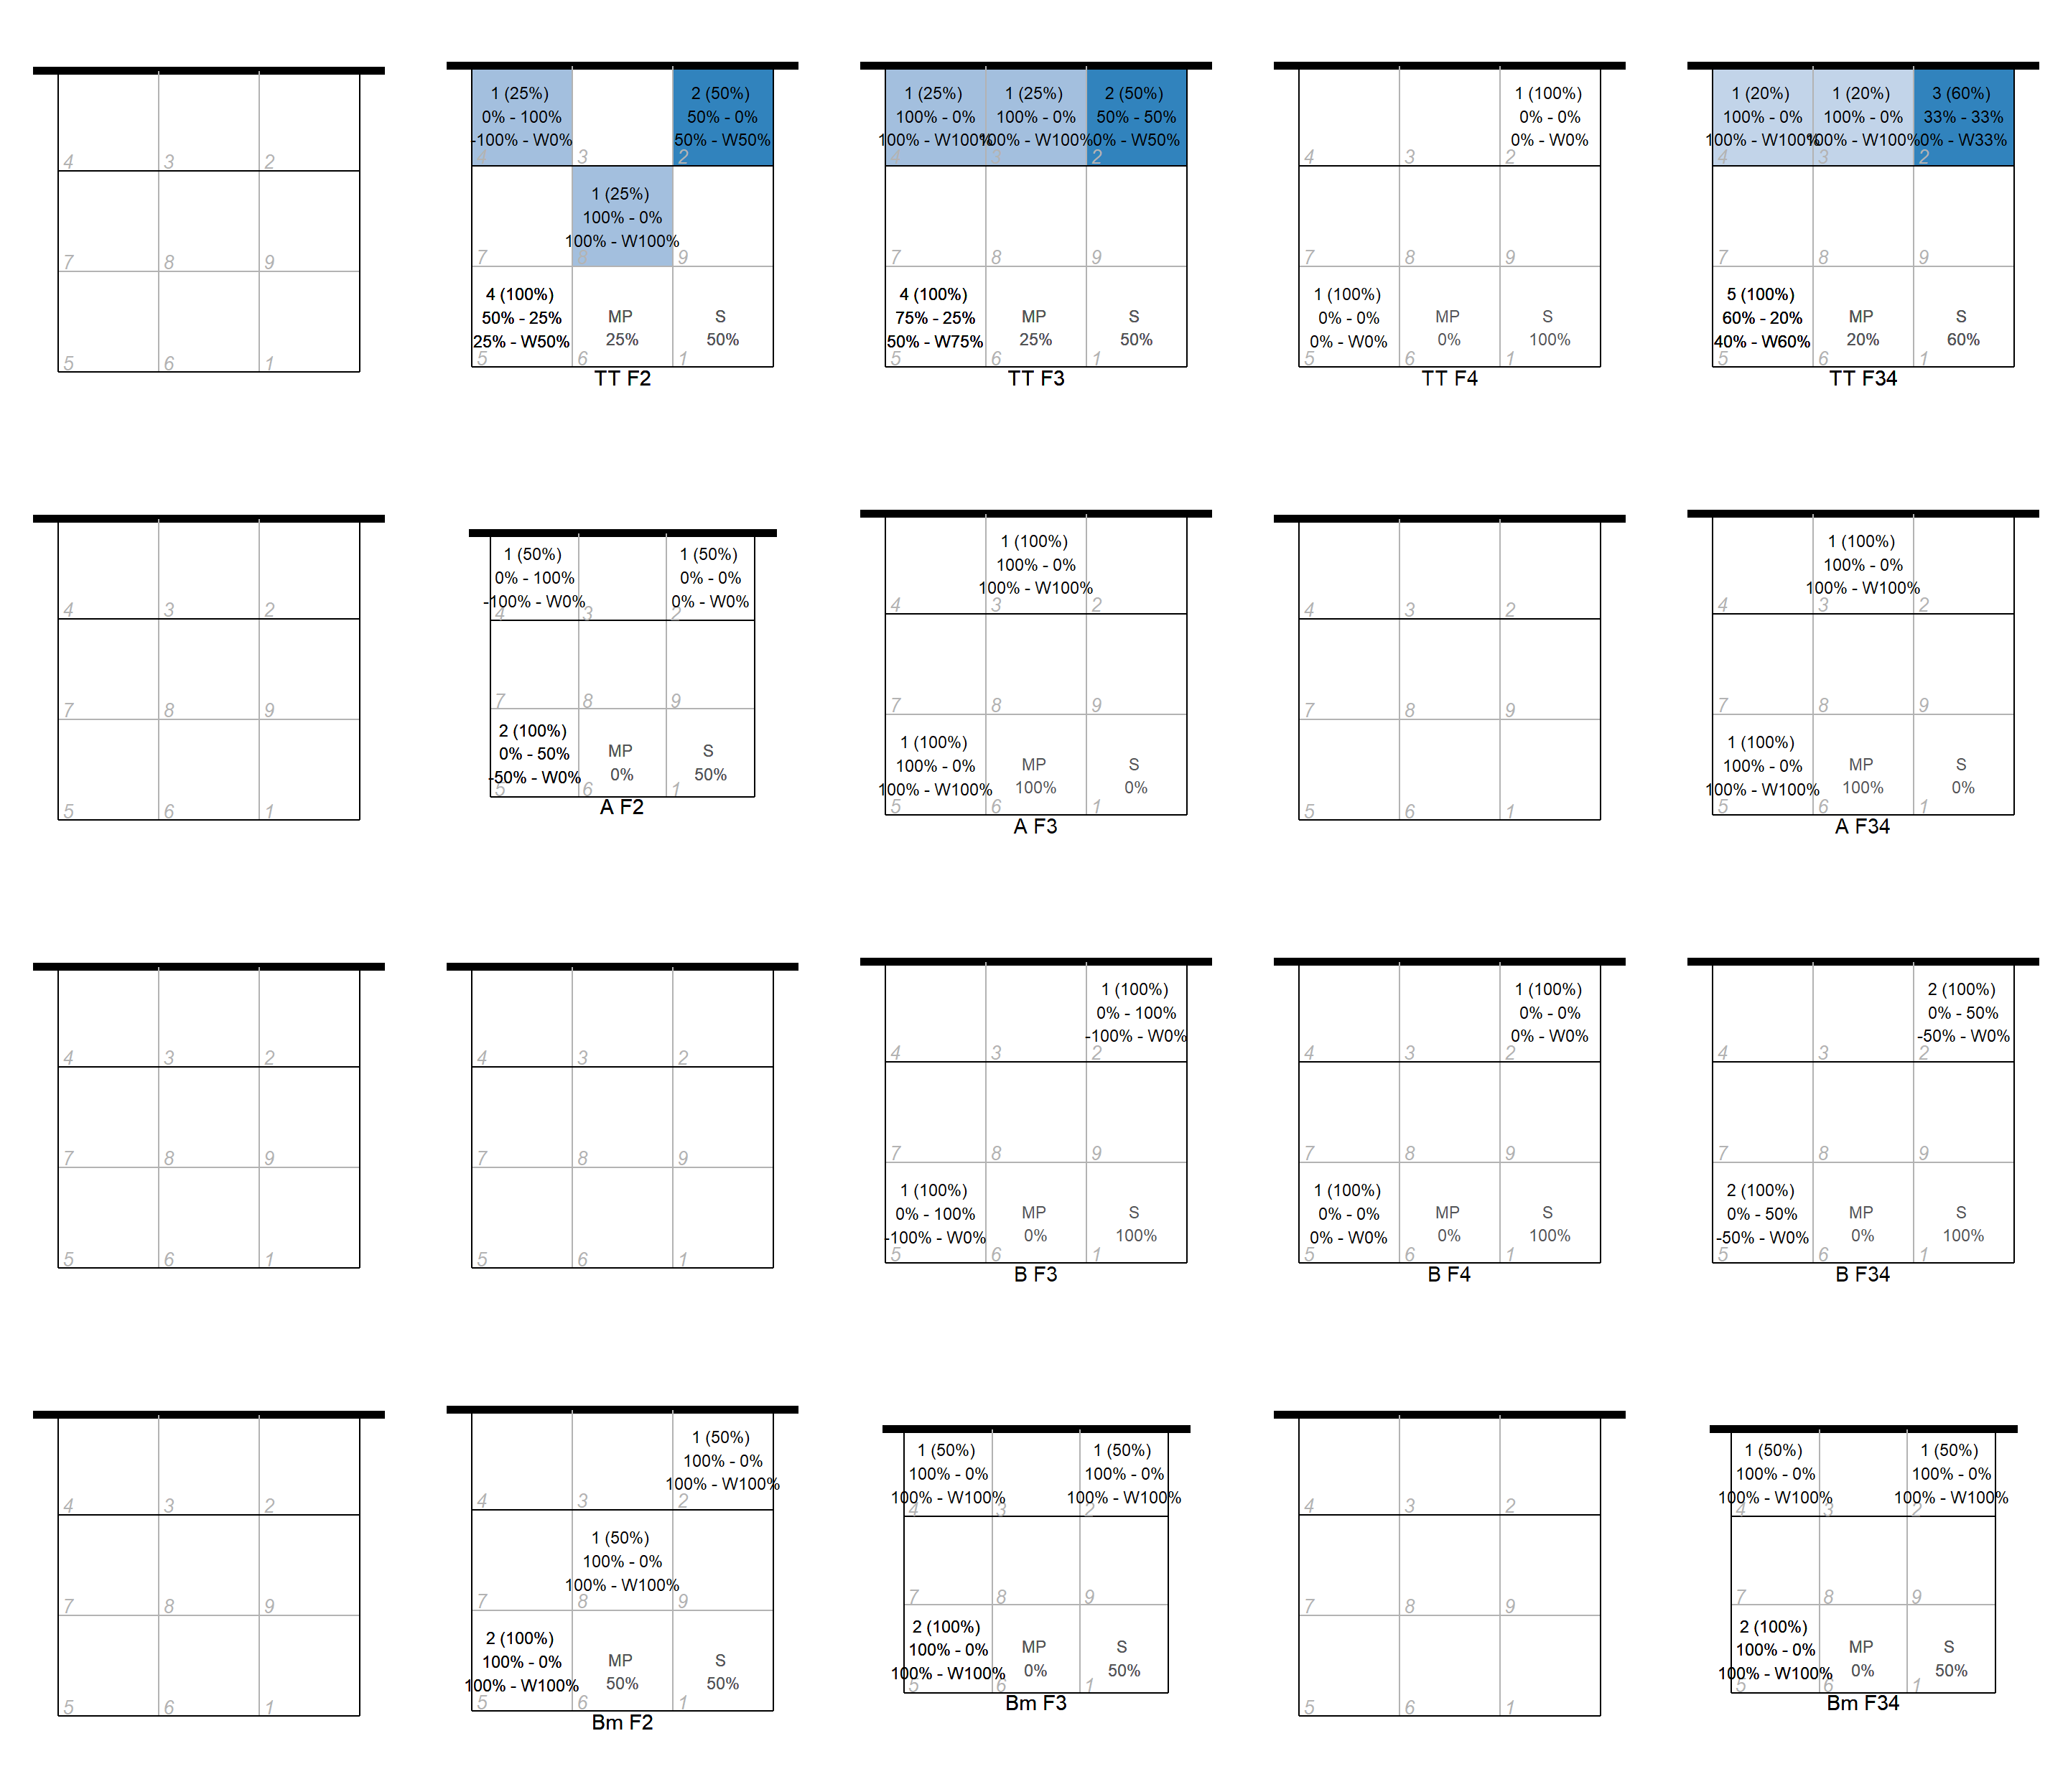 4 3 2
7 8 9
5 6 1
1 (25%)
0% - 100%
-100% - W0%
2 (50%)
50% - 0%
50% - W50%
4 3 2
1 (25%)
100% - 0%
100% - W100%
7 8 9
4 (100%)
50% - 25%
25% - W50%
MP
25%
S
50%
5 6 1
TT F2
1 (25%)
100% - 0%
100% - W100%
1 (25%)
100% - 0%
100% - W100%
2 (50%)
50% - 50%
0% - W50%
4 3 2
7 8 9
4 (100%)
75% - 25%
50% - W75%
MP
25%
S
50%
5 6 1
TT F3
1 (100%)
0% - 0%
0% - W0%
4 3 2
7 8 9
1 (100%)
0% - 0%
0% - W0%
MP
0%
S
100%
5 6 1
TT F4
1 (20%)
100% - 0%
100% - W100%
1 (20%)
100% - 0%
100% - W100%
3 (60%)
33% - 33%
0% - W33%
4 3 2
7 8 9
5 (100%)
60% - 20%
40% - W60%
MP
20%
S
60%
5 6 1
TT F34
4 3 2
7 8 9
5 6 1
1 (50%)
0% - 100%
-100% - W0%
1 (50%)
0% - 0%
0% - W0%
4 3 2
7 8 9
2 (100%)
0% - 50%
-50% - W0%
MP
0%
S
50%
5 6 1
A F2
1 (100%)
100% - 0%
100% - W100%
4 3 2
7 8 9
1 (100%)
100% - 0%
100% - W100%
MP
100%
S
0%
5 6 1
A F3
4 3 2
7 8 9
5 6 1
1 (100%)
100% - 0%
100% - W100%
4 3 2
7 8 9
1 (100%)
100% - 0%
100% - W100%
MP
100%
S
0%
5 6 1
A F34
4 3 2
7 8 9
5 6 1
4 3 2
7 8 9
5 6 1
1 (100%)
0% - 100%
-100% - W0%
4 3 2
7 8 9
1 (100%)
0% - 100%
-100% - W0%
MP
0%
S
100%
5 6 1
B F3
1 (100%)
0% - 0%
0% - W0%
4 3 2
7 8 9
1 (100%)
0% - 0%
0% - W0%
MP
0%
S
100%
5 6 1
B F4
2 (100%)
0% - 50%
-50% - W0%
4 3 2
7 8 9
2 (100%)
0% - 50%
-50% - W0%
MP
0%
S
100%
5 6 1
B F34
4 3 2
7 8 9
5 6 1
1 (50%)
100% - 0%
100% - W100%
4 3 2
1 (50%)
100% - 0%
100% - W100%
7 8 9
2 (100%)
100% - 0%
100% - W100%
MP
50%
S
50%
5 6 1
Bm F2
1 (50%)
100% - 0%
100% - W100%
1 (50%)
100% - 0%
100% - W100%
4 3 2
7 8 9
2 (100%)
100% - 0%
100% - W100%
MP
0%
S
50%
5 6 1
Bm F3
4 3 2
7 8 9
5 6 1
1 (50%)
100% - 0%
100% - W100%
1 (50%)
100% - 0%
100% - W100%
4 3 2
7 8 9
2 (100%)
100% - 0%
100% - W100%
MP
0%
S
50%
5 6 1
Bm F34